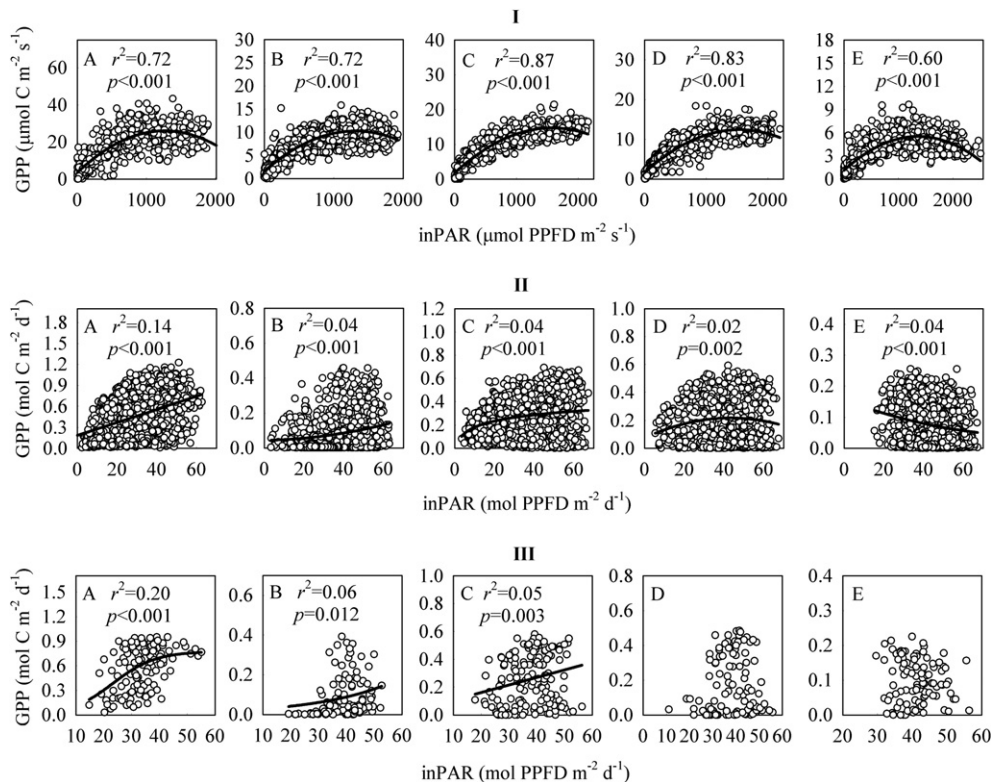 I
GPP (μmol C m⁻² s⁻¹)
A r²=0.72
p<0.001
60
40
20
0
0 1000 2000
B r²=0.72
p<0.001
30
25
20
15
10
5
0
0 1000 2000
C r²=0.87
p<0.001
40
30
20
10
0
0 1000 2000
D r²=0.83
p<0.001
30
20
10
0
0 1000 2000
E r²=0.60
p<0.001
18
15
12
9
6
3
0
0 1000 2000
inPAR (μmol PPFD m⁻² s⁻¹)
II
GPP (mol C m⁻² d⁻¹)
A r²=0.14
p<0.001
1.8
1.5
1.2
0.9
0.6
0.3
0.0
0 20 40 60
B r²=0.04
p<0.001
0.8
0.6
0.4
0.2
0.0
0 20 40 60
C r²=0.04
p<0.001
1.2
1.0
0.8
0.6
0.4
0.2
0.0
0 20 40 60
D r²=0.02
p=0.002
1.0
0.8
0.6
0.4
0.2
0.0
0 20 40 60
E r²=0.04
p<0.001
0.4
0.3
0.2
0.1
0.0
0 20 40 60
inPAR (mol PPFD m⁻² d⁻¹)
III
GPP (mol C m⁻² d⁻¹)
A r²=0.20
p<0.001
1.5
1.2
0.9
0.6
0.3
0.0
10 20 30 40 50 60
B r²=0.06
p=0.012
0.6
0.4
0.2
0.0
10 20 30 40 50 60
C r²=0.05
p=0.003
1.0
0.8
0.6
0.4
0.2
0.0
10 20 30 40 50 60
D
0.8
0.6
0.4
0.2
0.0
0 10 20 30 40 50 60
E
0.4
0.3
0.2
0.1
0.0
20 30 40 50 60
inPAR (mol PPFD m⁻² d⁻¹)